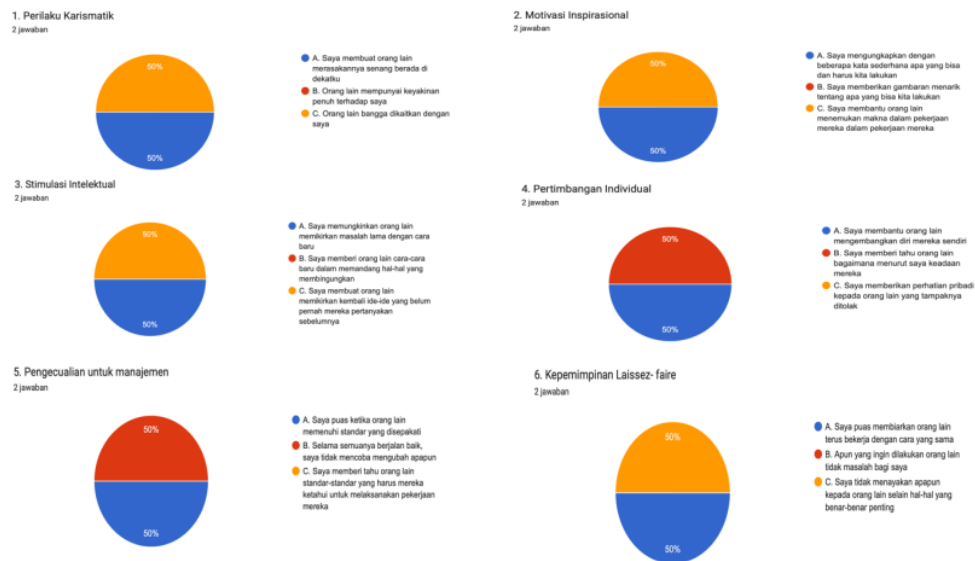 1. Perilaku Karismatik
2 jawaban
50%
50%
A. Saya membuat orang lain
merasakannya senang berada di
dekatku
B. Orang lain mempunyai keyakinan
penuh terhadap saya
C. Orang lain bangga dikaitkan dengan
saya
2. Motivasi Inspirasional
2 jawaban
50%
50%
A. Saya mengungkapkan dengan
beberapa kata sederhana apa yang bisa
dan harus kita lakukan
B. Saya memberikan gambaran menarik
tentang apa yang bisa kita lakukan
C. Saya membantu orang lain
menemukan makna dalam pekerjaan
mereka dalam pekerjaan mereka
3. Stimulasi Intelektual
2 jawaban
50%
50%
A. Saya memungkinkan orang lain
memikirkan masalah lama dengan cara
baru
B. Saya memberi orang lain cara-cara
baru dalam memandang hal-hal yang
membingungkan
C. Saya membuat orang lain
memikirkan kembali ide-ide yang belum
pernah mereka pertanyakan
sebelumnya
4. Pertimbangan Individual
2 jawaban
50%
50%
A. Saya membantu orang lain
mengembangkan diri mereka sendiri
B. Saya memberi tahu orang lain
bagaimana menurut saya keadaan
mereka
C. Saya memberikan perhatian pribadi
kepada orang lain yang tampaknya
ditolak
5. Pengecualian untuk manajemen
2 jawaban
50%
50%
A. Saya puas ketika orang lain
memenuhi standar yang disepakati
B. Selama semuanya berjalan baik,
saya tidak mencoba mengubah apapun
C. Saya memberi tahu orang lain
standar-standar yang harus mereka
ketahui untuk melaksanakan pekerjaan
mereka
6. Kepemimpinan Laissez- faire
2 jawaban
50%
50%
A. Saya puas membiarkan orang lain
terus bekerja dengan cara yang sama
B. Apun yang ingin dilakukan orang lain
tidak masalah bagi saya
C. Saya tidak menayakan apapun
kepada orang lain selain hal-hal yang
benar-benar penting